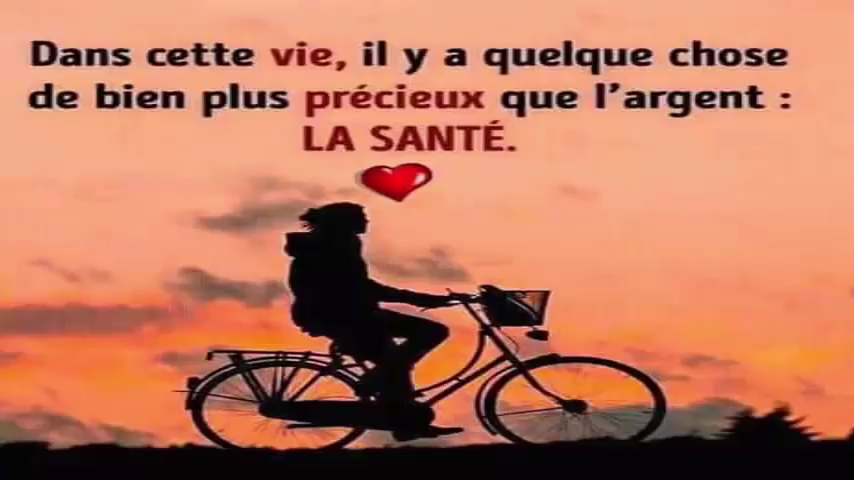 Dans cette vie, il y a quelque chose
de bien plus précieux que l'argent :
LA SANTÉ.